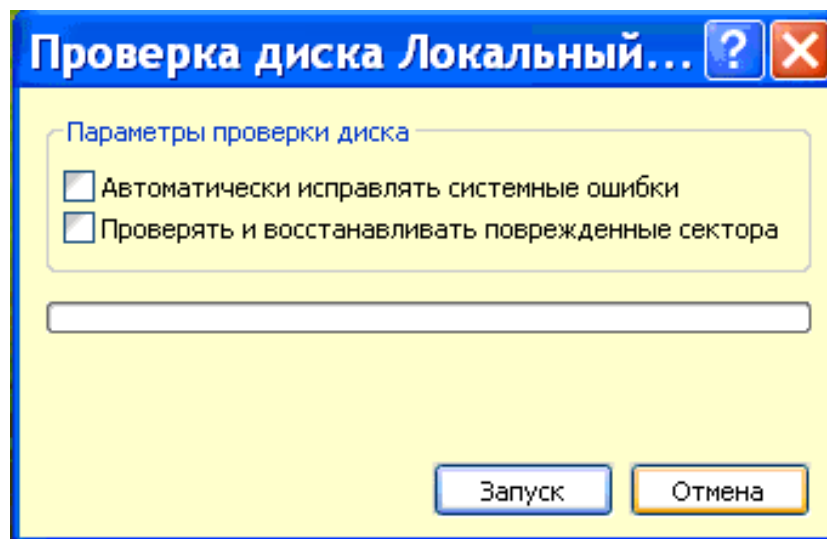 Проверка диска Локальный... ?
Параметры проверки диска
Автоматически исправлять системные ошибки
Проверять и восстанавливать поврежденные сектора
Запуск Отмена